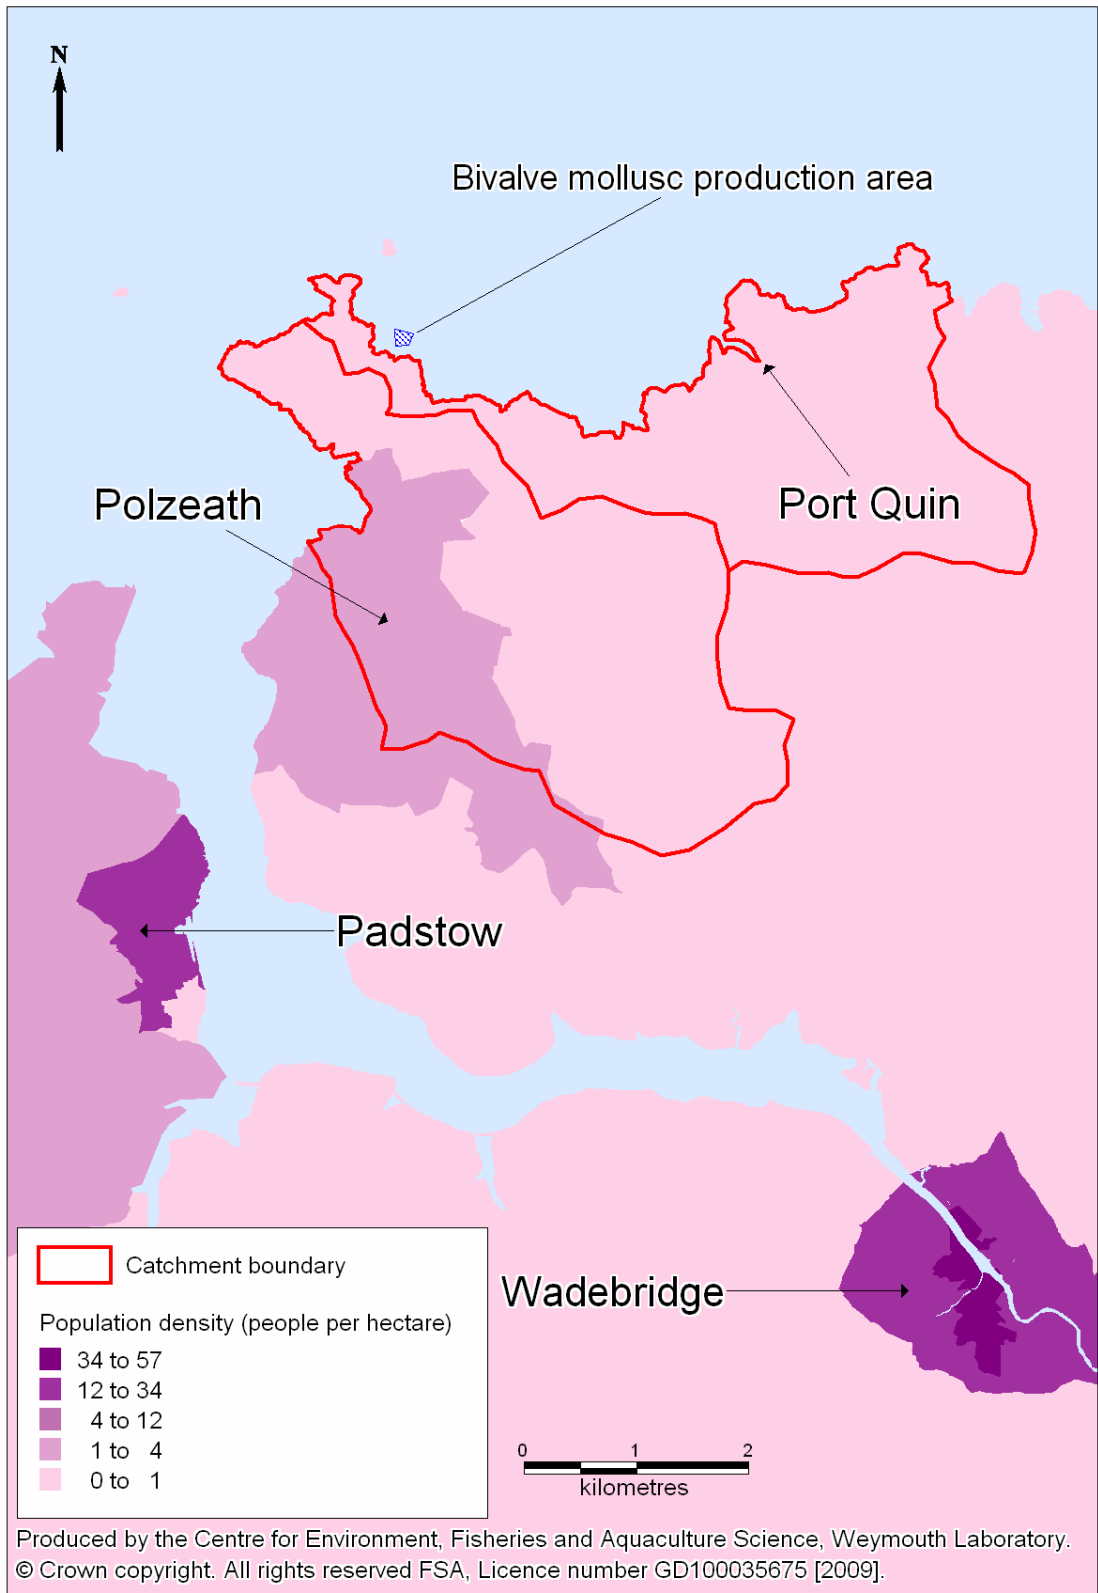 N
Bivalve mollusc production area
Polzeath
Port Quin
Padstow
Wadebridge
Catchment boundary
Population density (people per hectare)
34 to 57
12 to 34
4 to 12
1 to 4
0 to 1
0 1 2
kilometres
Produced by the Centre for Environment, Fisheries and Aquaculture Science, Weymouth Laboratory.
© Crown copyright. All rights reserved FSA, Licence number GD100035675 [2009].